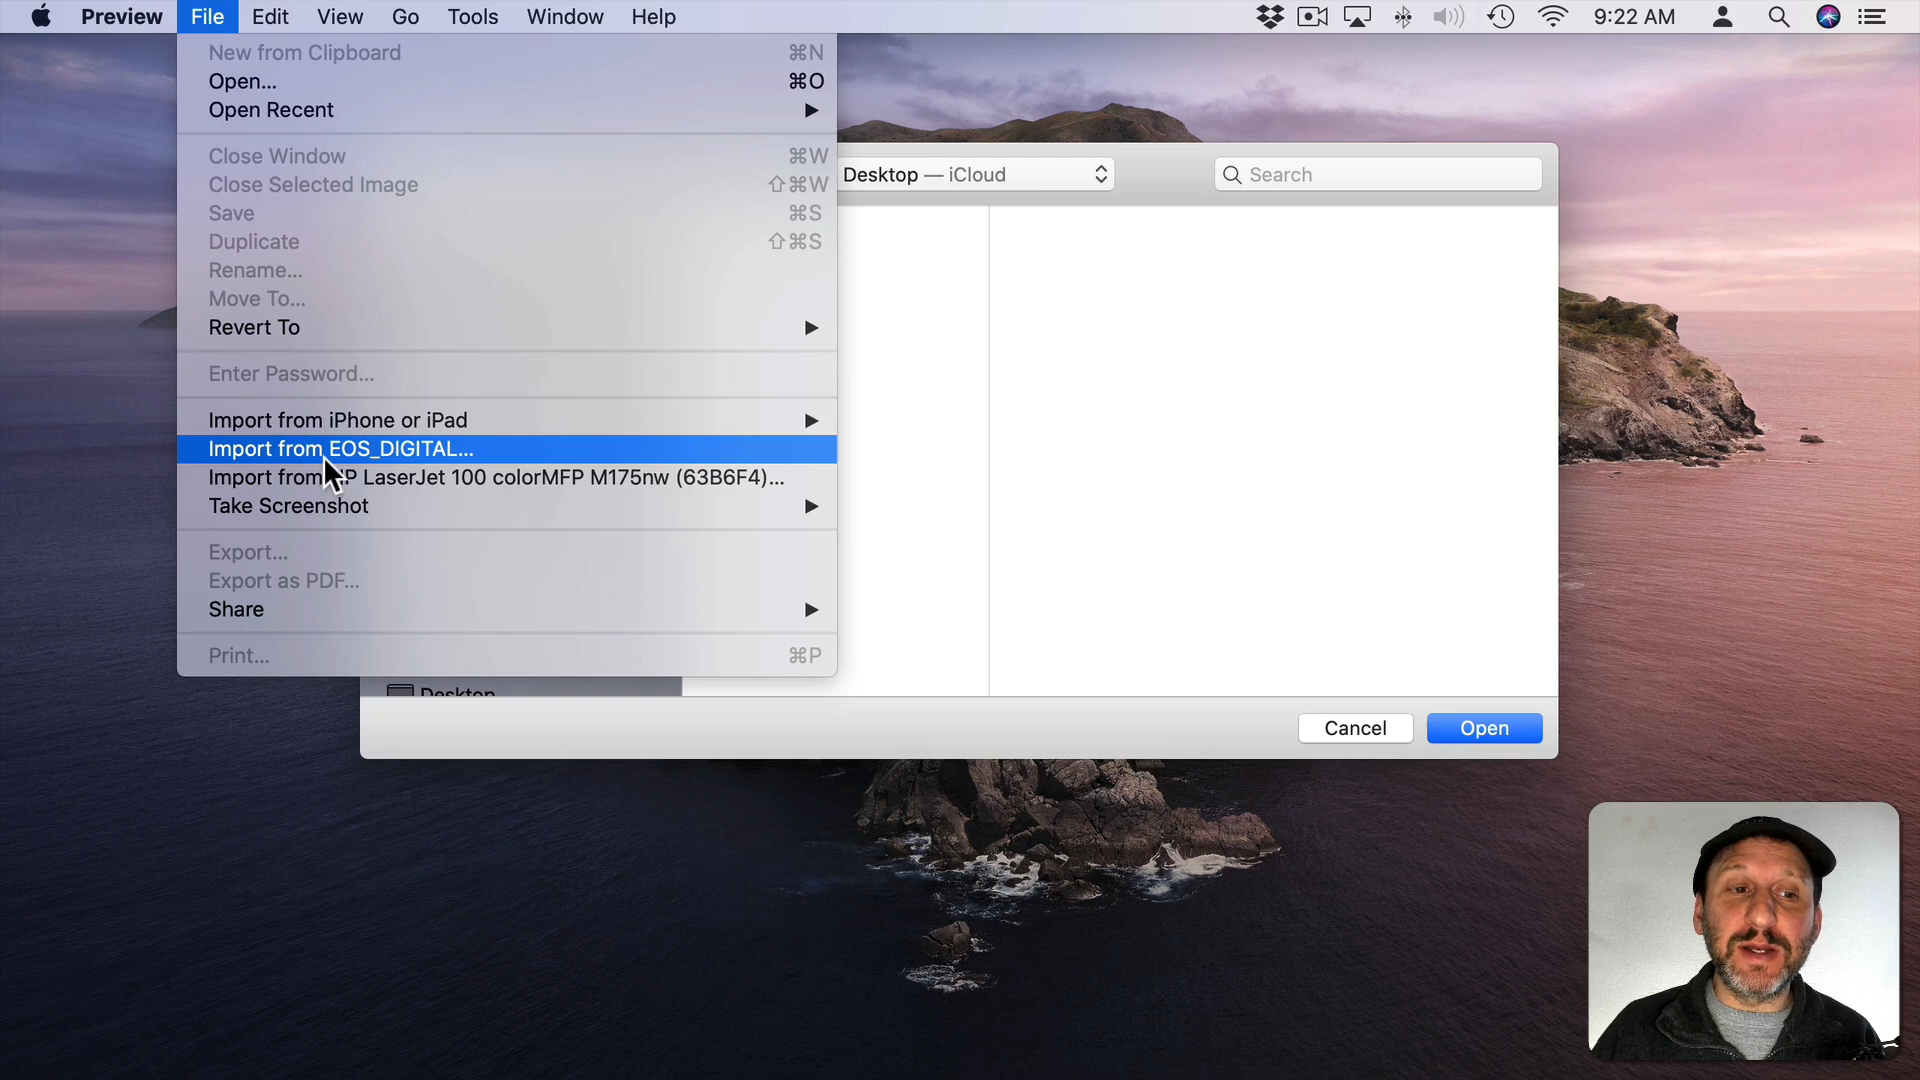 Preview File Edit View Go Tools Window Help 9:22 AM
New from Clipboard ⌘N
Open... ⌘O
Open Recent
Close Window ⌘W
Close Selected Image ⇧⌘W
Save ⌘S
Duplicate ⇧⌘S
Rename...
Move To...
Revert To
Enter Password...
Import from iPhone or iPad
Import from EOS_DIGITAL...
Import from P LaserJet 100 colorMFP M175nw (63B6F4)...
Take Screenshot
Export...
Export as PDF...
Share
Print... ⌘P
Desktop — iCloud
Search
Desktop
Cancel Open